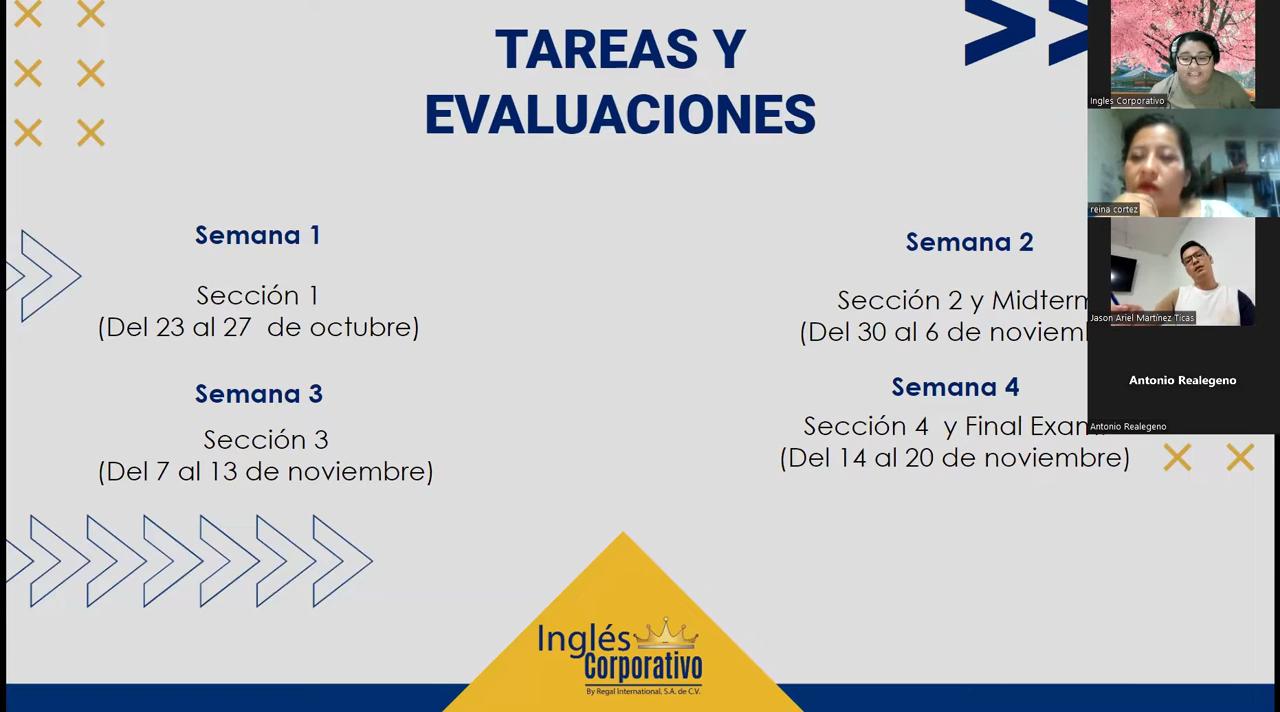 TAREAS Y
EVALUACIONES
Semana 1
Sección 1
(Del 23 al 27 de octubre)
Semana 2
Sección 2 y Midterm
(Del 30 al 6 de noviem
Semana 3
Sección 3
(Del 7 al 13 de noviembre)
Semana 4
Sección 4 y Final Exam
(Del 14 al 20 de noviembre)
Inglés
Corporativo
By Regal International, S.A. de C.V.
Ingles Corporativo
reina cortez
Jason Ariel Martínez Ticas
Antonio Realegeno
Antonio Realegeno